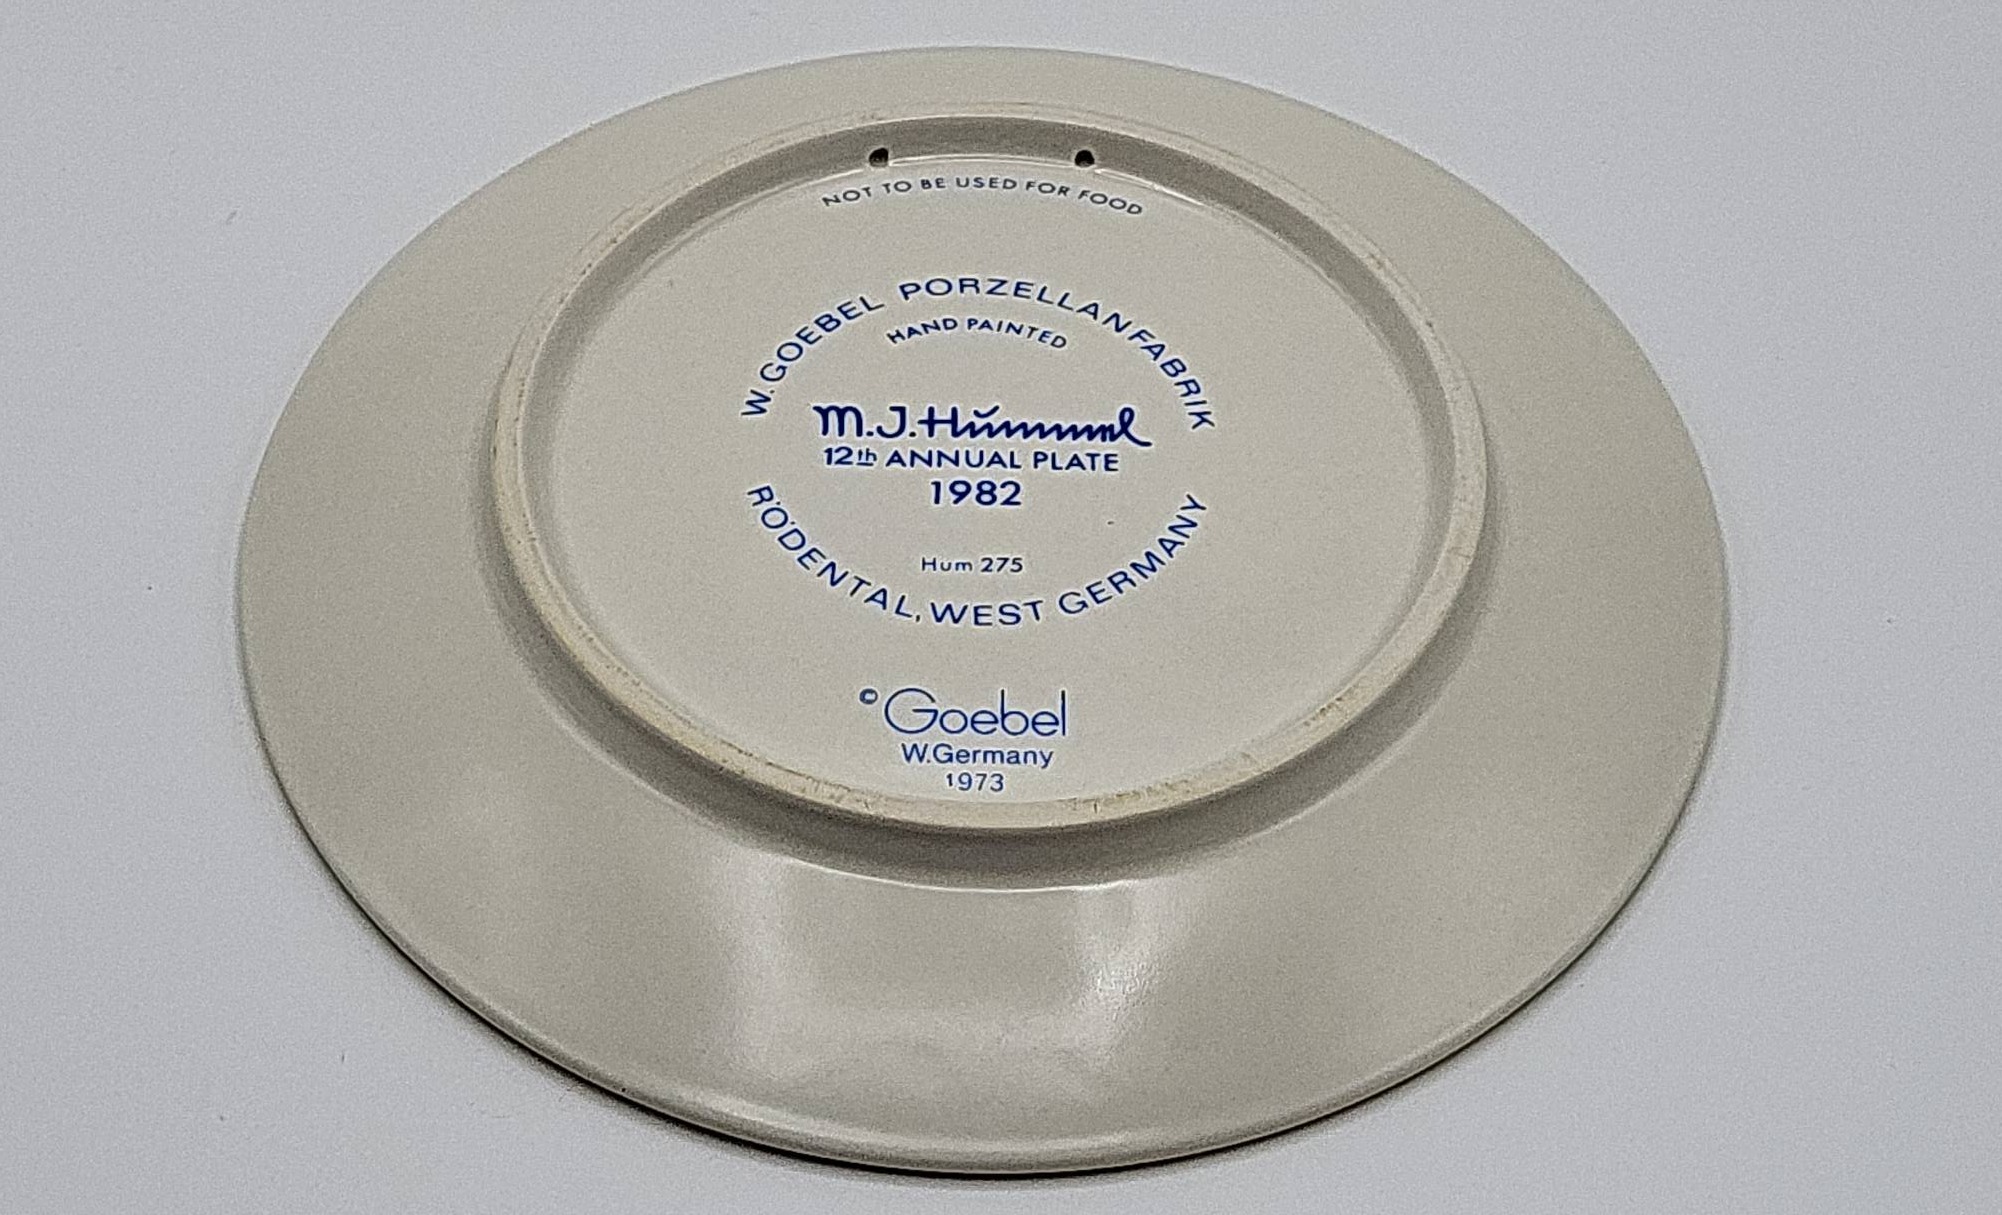 NOT TO BE USED FOR FOOD
W. GOEBEL PORZELLANFABRIK
HAND PAINTED
M.J. Hummel
12th ANNUAL PLATE
1982
Hum 275
RÖDENTAL, WEST GERMANY
© Goebel
W.Germany
1973